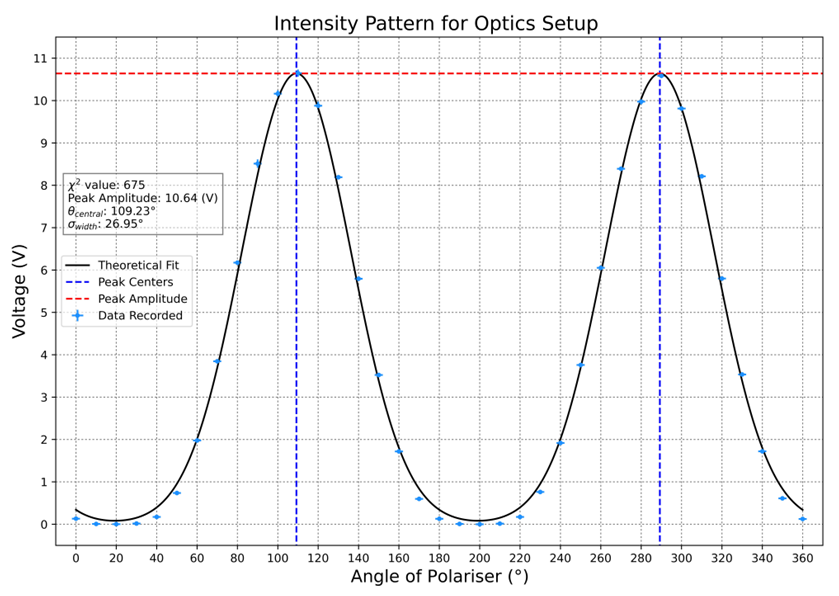 Intensity Pattern for Optics Setup
11
10
9
8
7
6
5
4
3
2
1
0
Voltage (V)
χ² value: 675
Peak Amplitude: 10.64 (V)
θcentral: 109.23°
σwidth: 26.95°
Theoretical Fit
Peak Centers
Peak Amplitude
Data Recorded
0 20 40 60 80 100 120 140 160 180 200 220 240 260 280 300 320 340 360
Angle of Polariser (°)